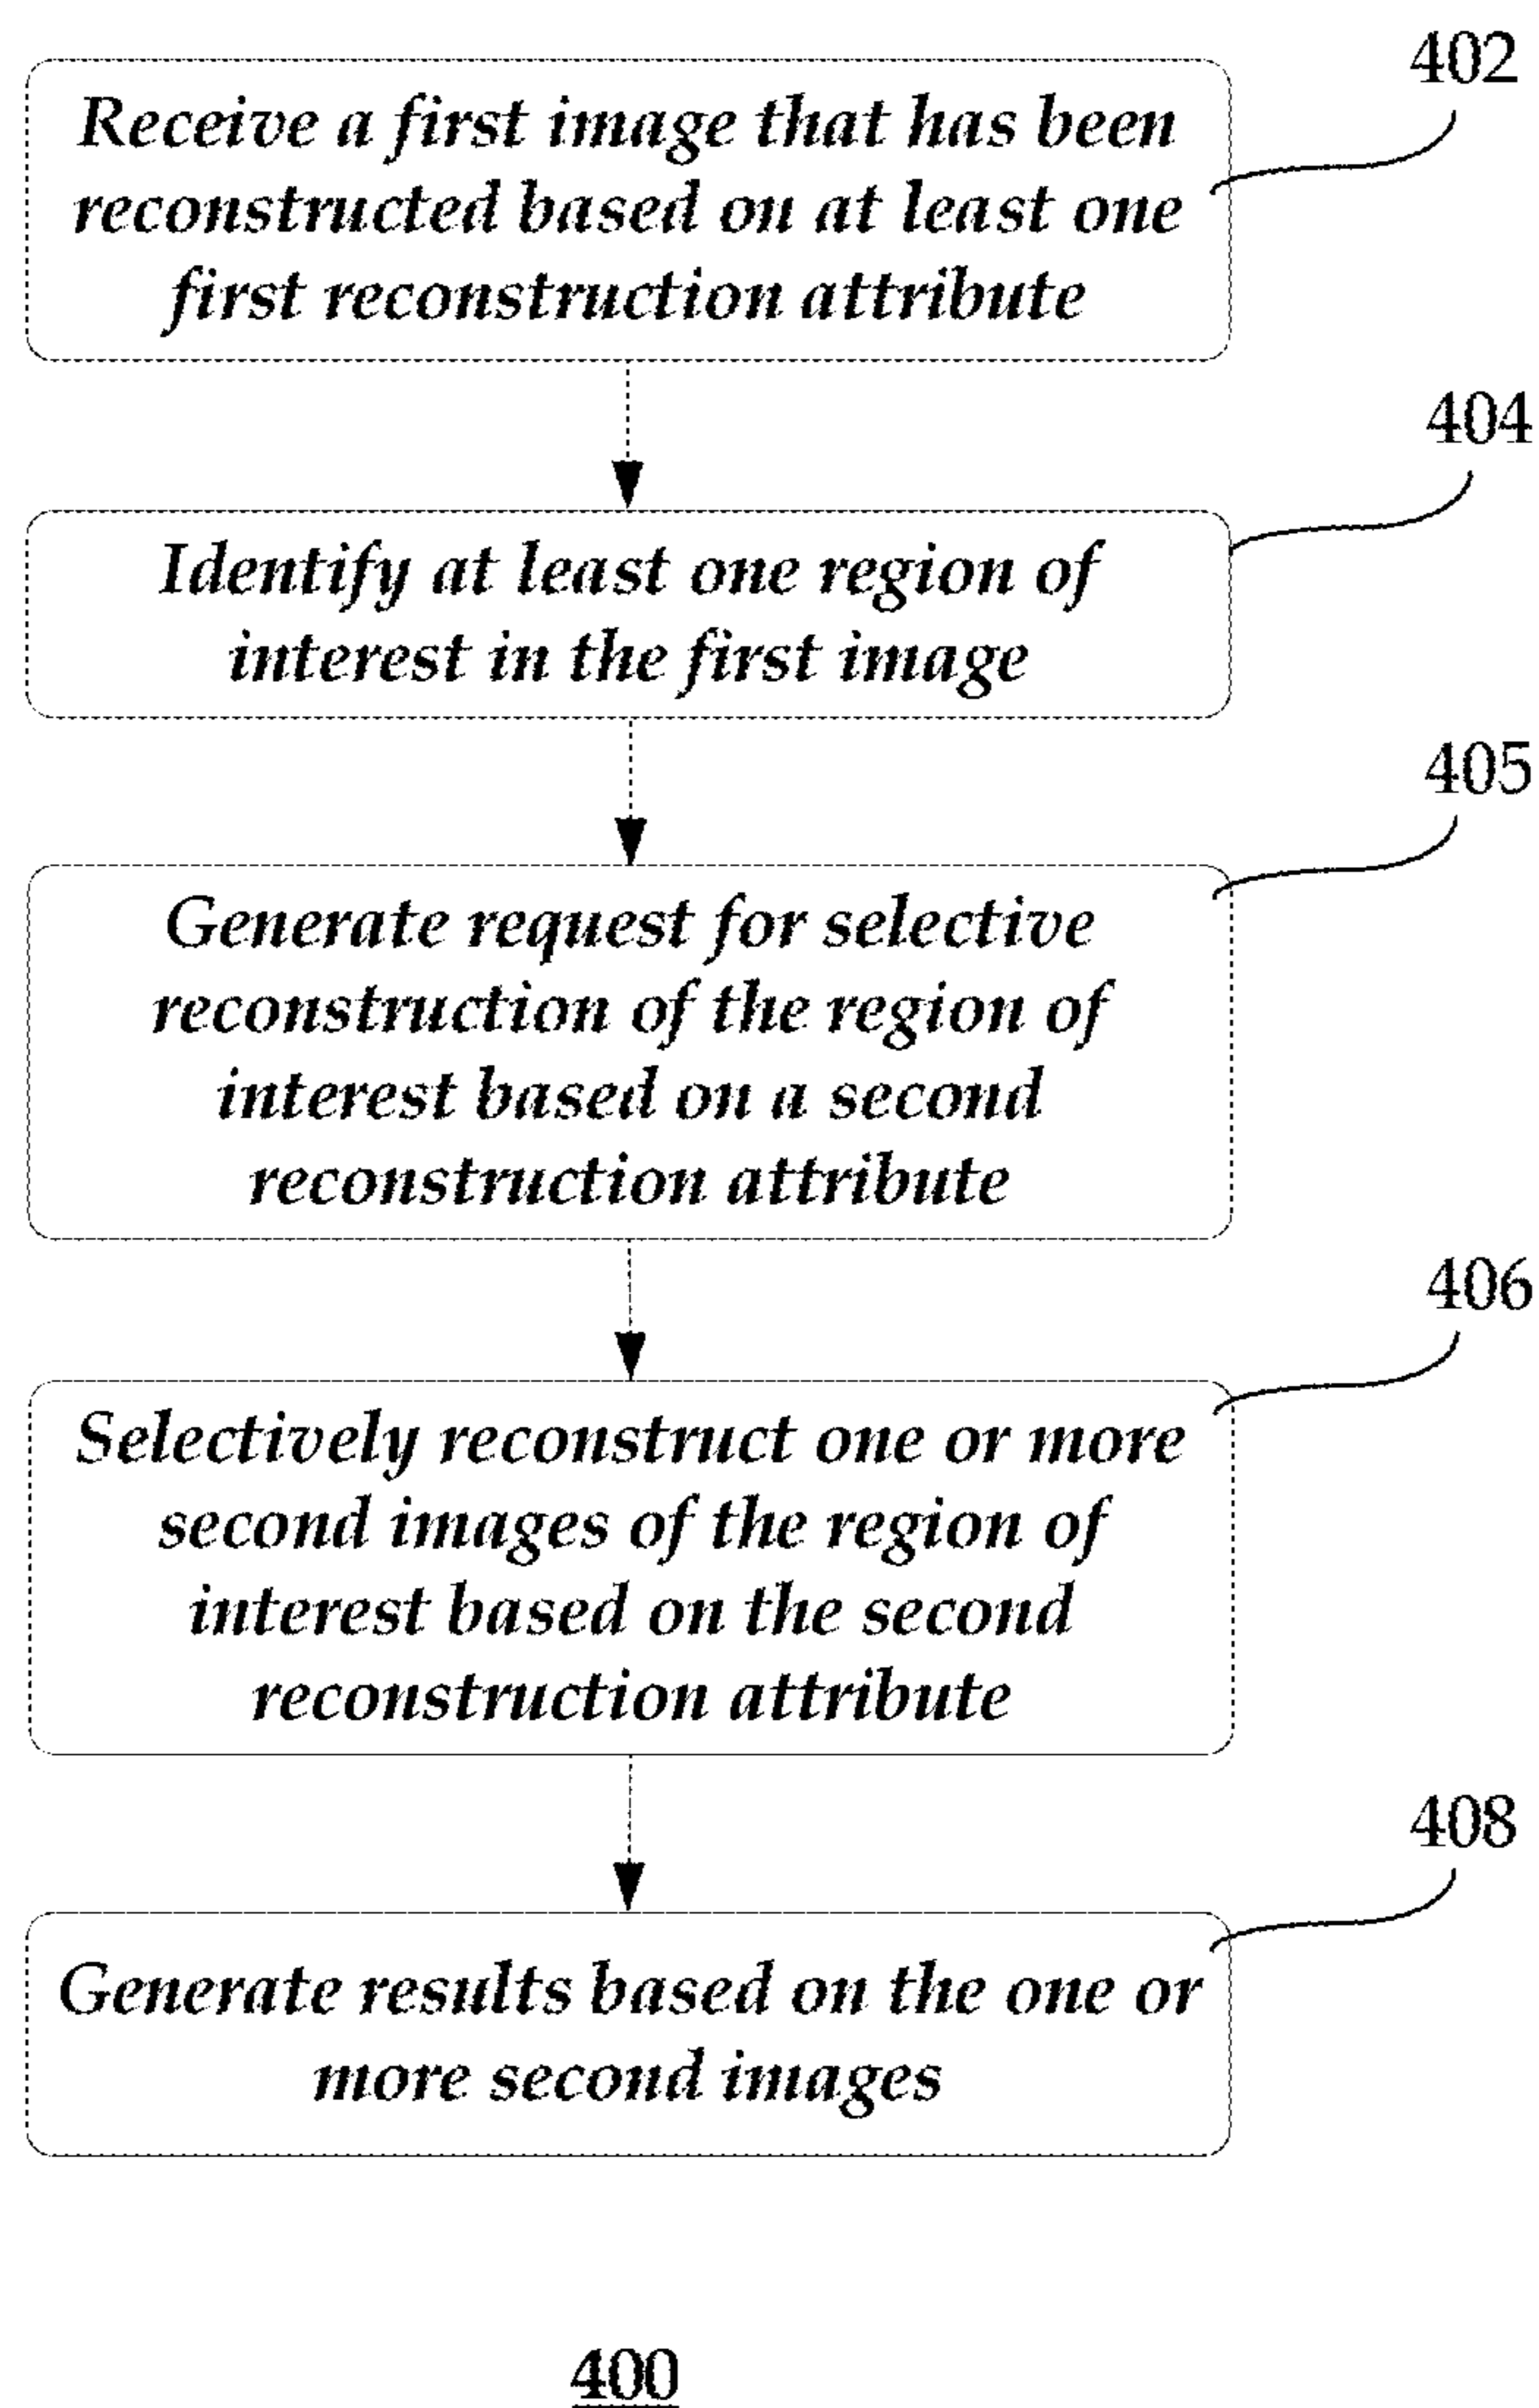 402
Receive a first image that has been
reconstructed based on at least one
first reconstruction attribute
404
Identify at least one region of
interest in the first image
405
Generate request for selective
reconstruction of the region of
interest based on a second
reconstruction attribute
406
Selectively reconstruct one or more
second images of the region of
interest based on the second
reconstruction attribute
408
Generate results based on the one or
more second images
400